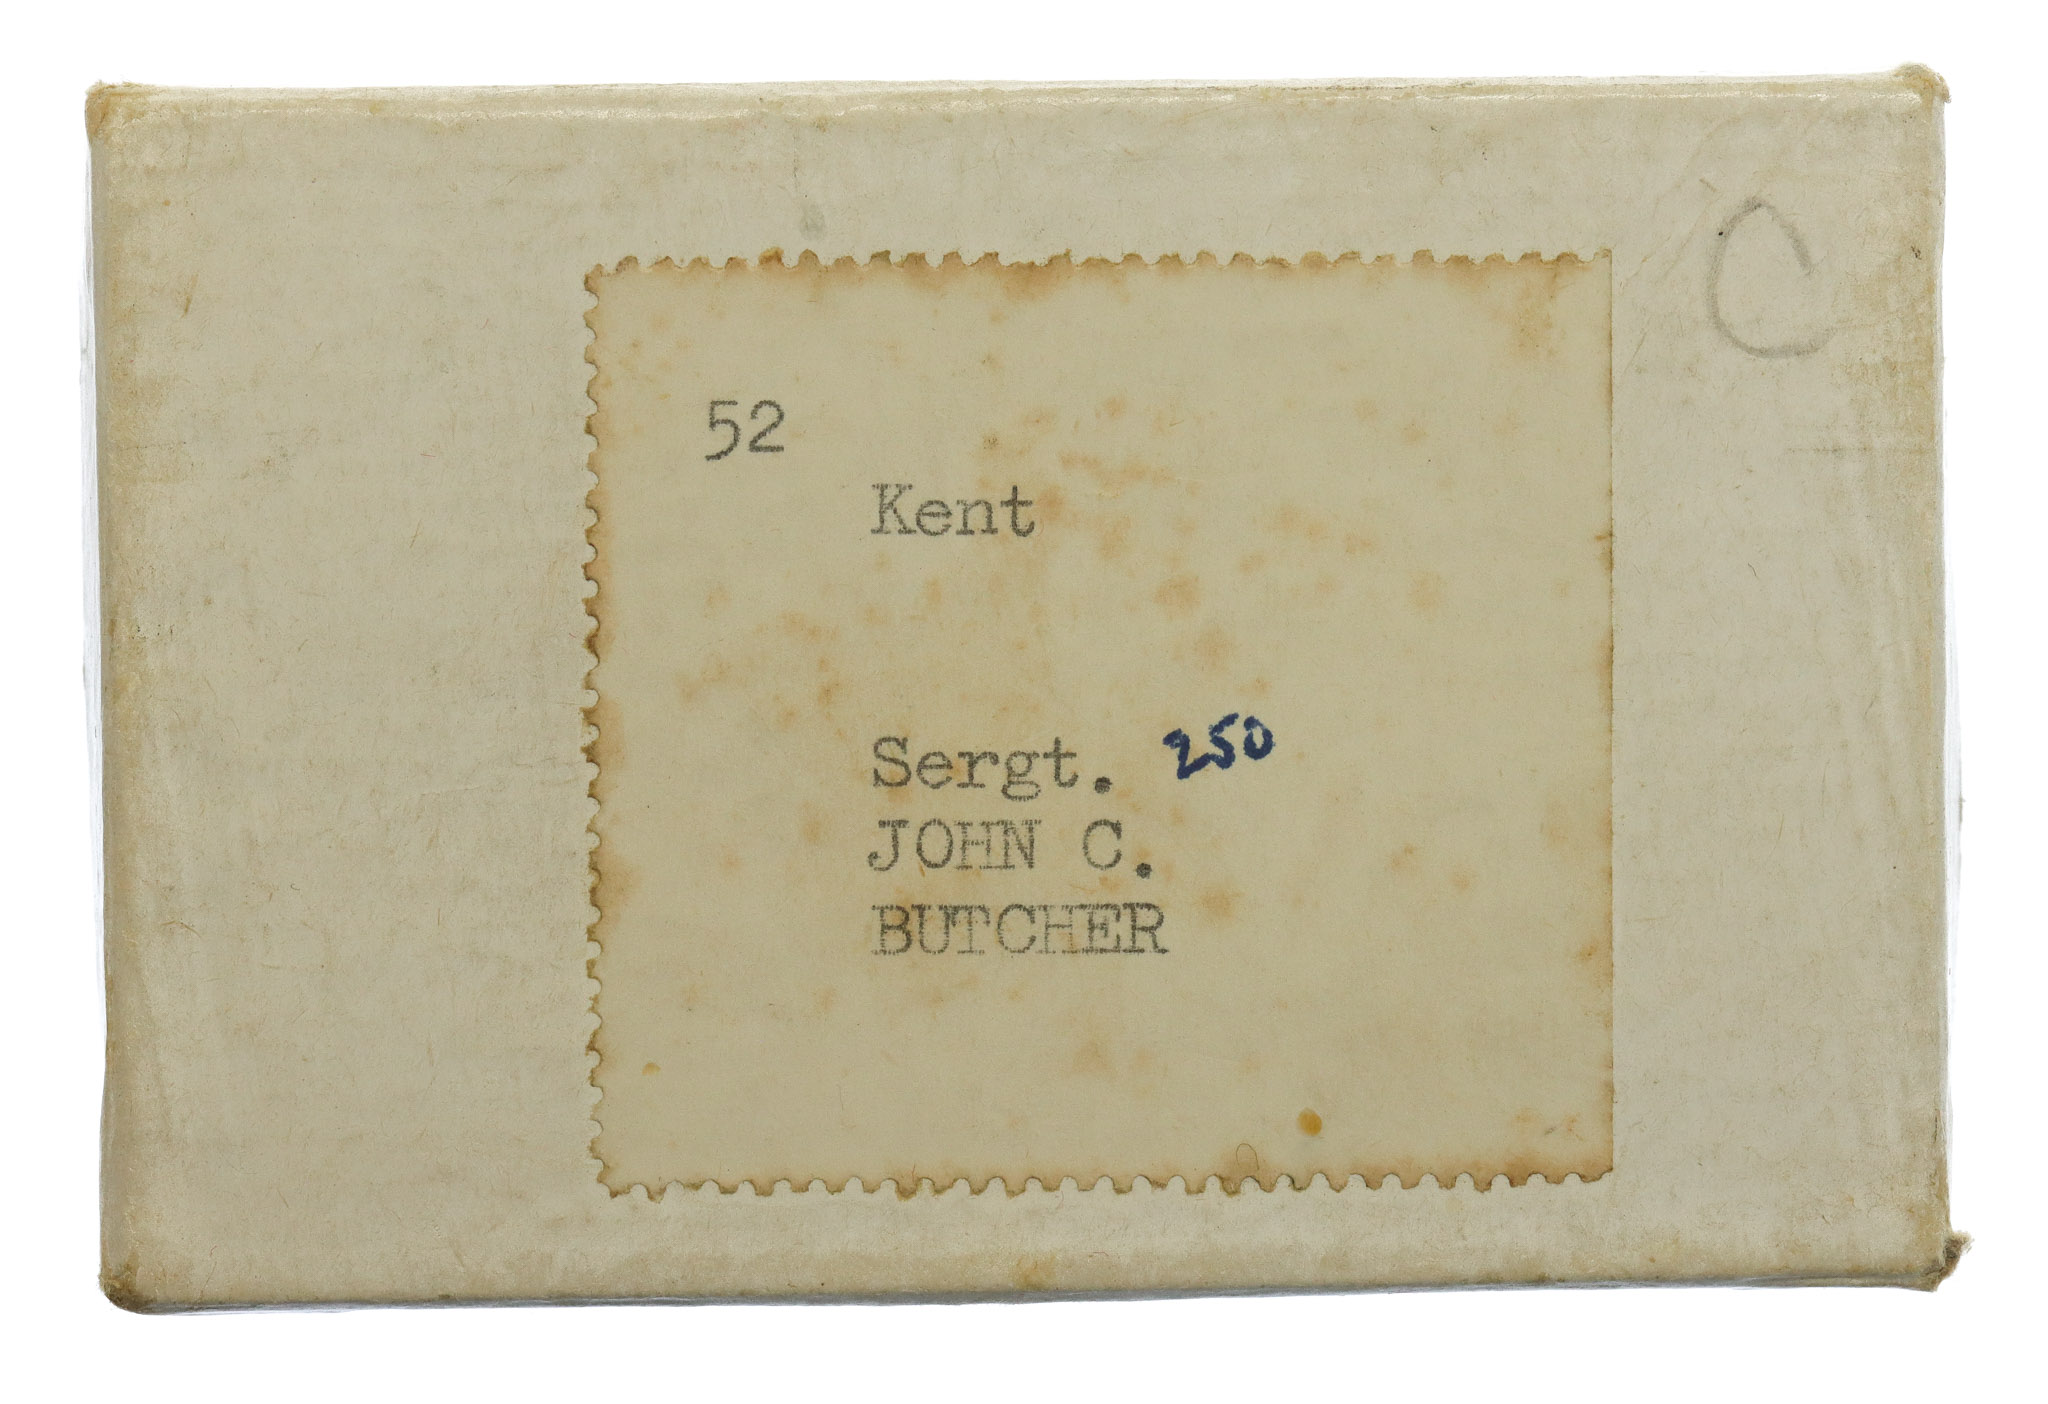 C
52
Kent
Sergt. 250
JOHN C.
BUTCHER